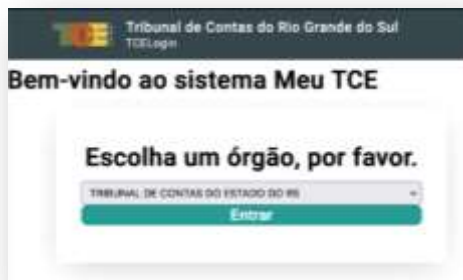 Tribunal de Contas do Rio Grande do Sul
TCELogin
Bem-vindo ao sistema Meu TCE
Escolha um órgão, por favor.
TRIBUNAL DE CONTAS DO ESTADO DO RS
Entrar